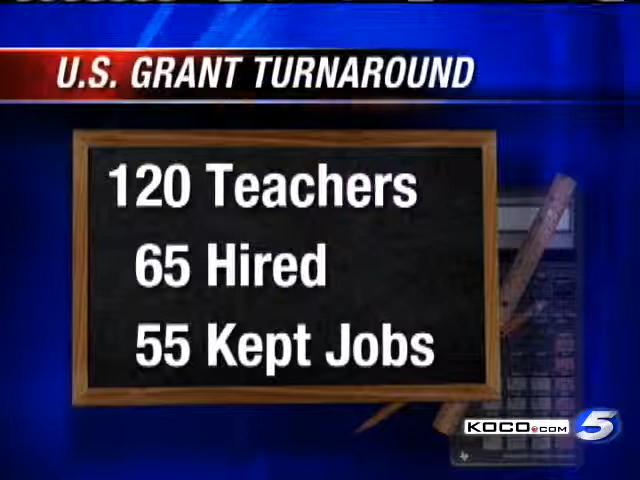 U.S. GRANT TURNAROUND
120 Teachers
65 Hired
55 Kept Jobs
KOCO.COM 5